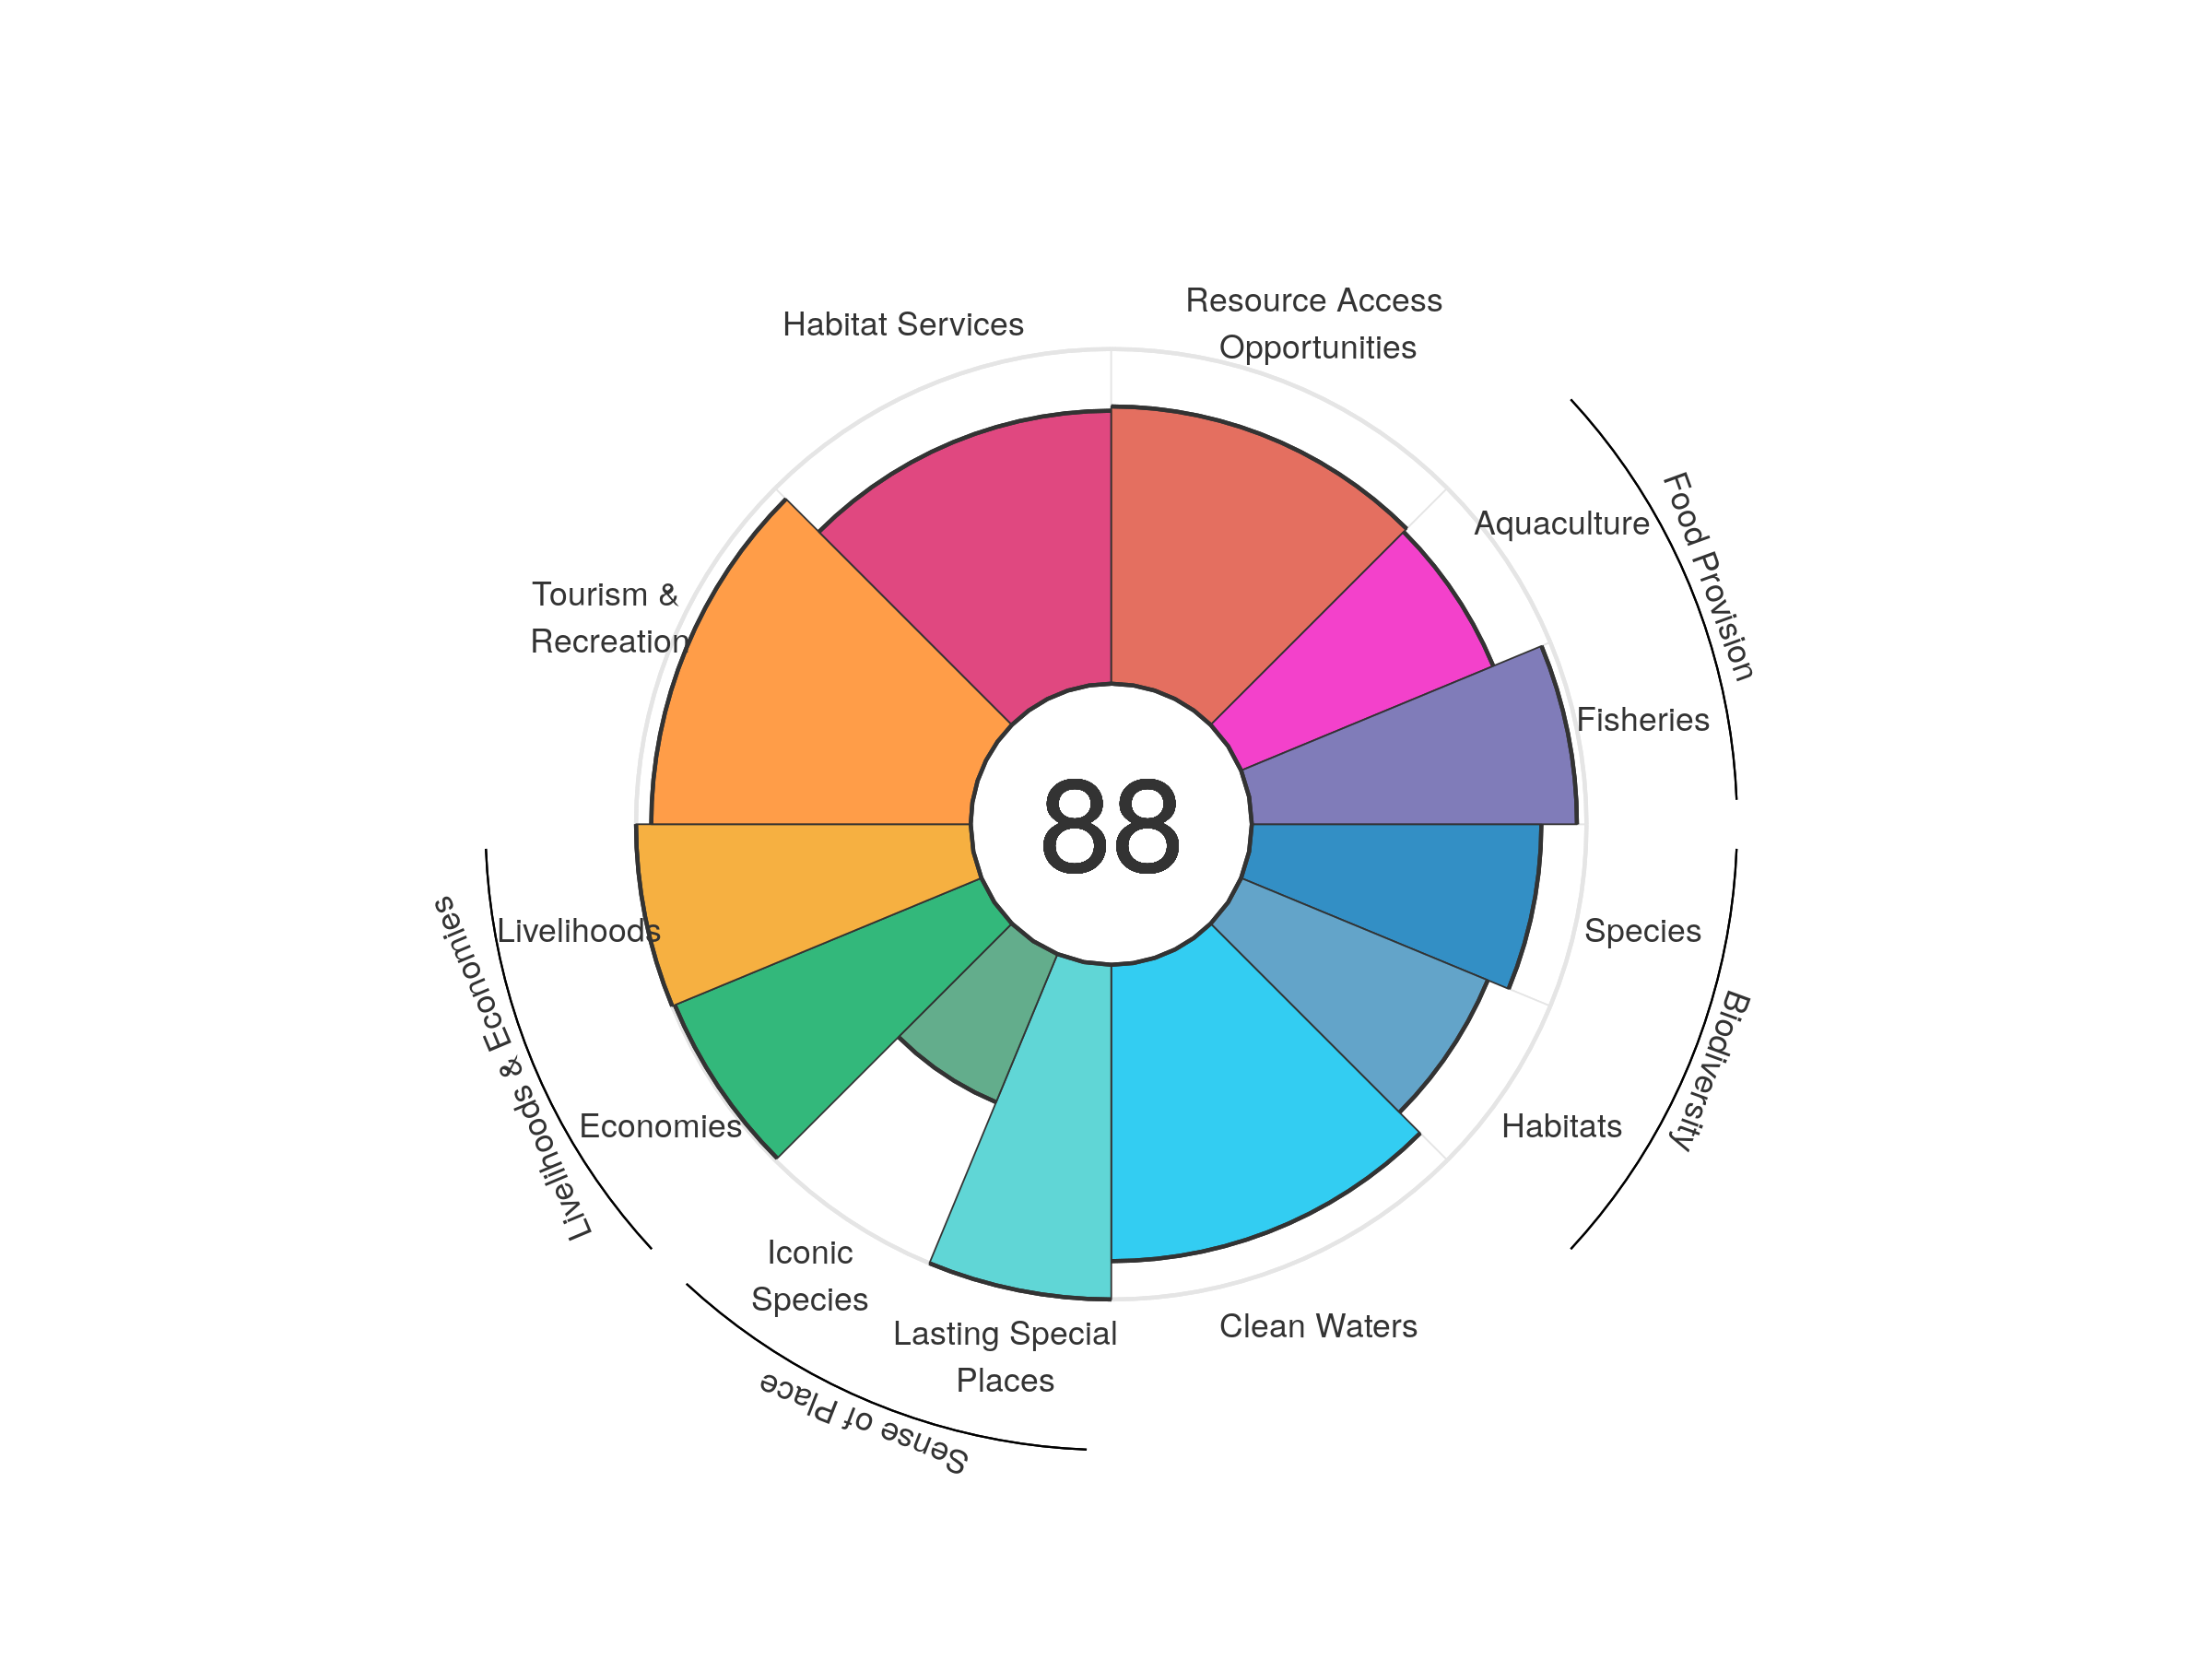 Resource Access
Opportunities
Habitat Services
Aquaculture
Food Provision
Tourism &
Recreation
Fisheries
88
Livelihoods
Species
Livelihoods & Economies
Biodiversity
Economies
Habitats
Iconic
Species
Lasting Special
Places
Clean Waters
Sense of Place